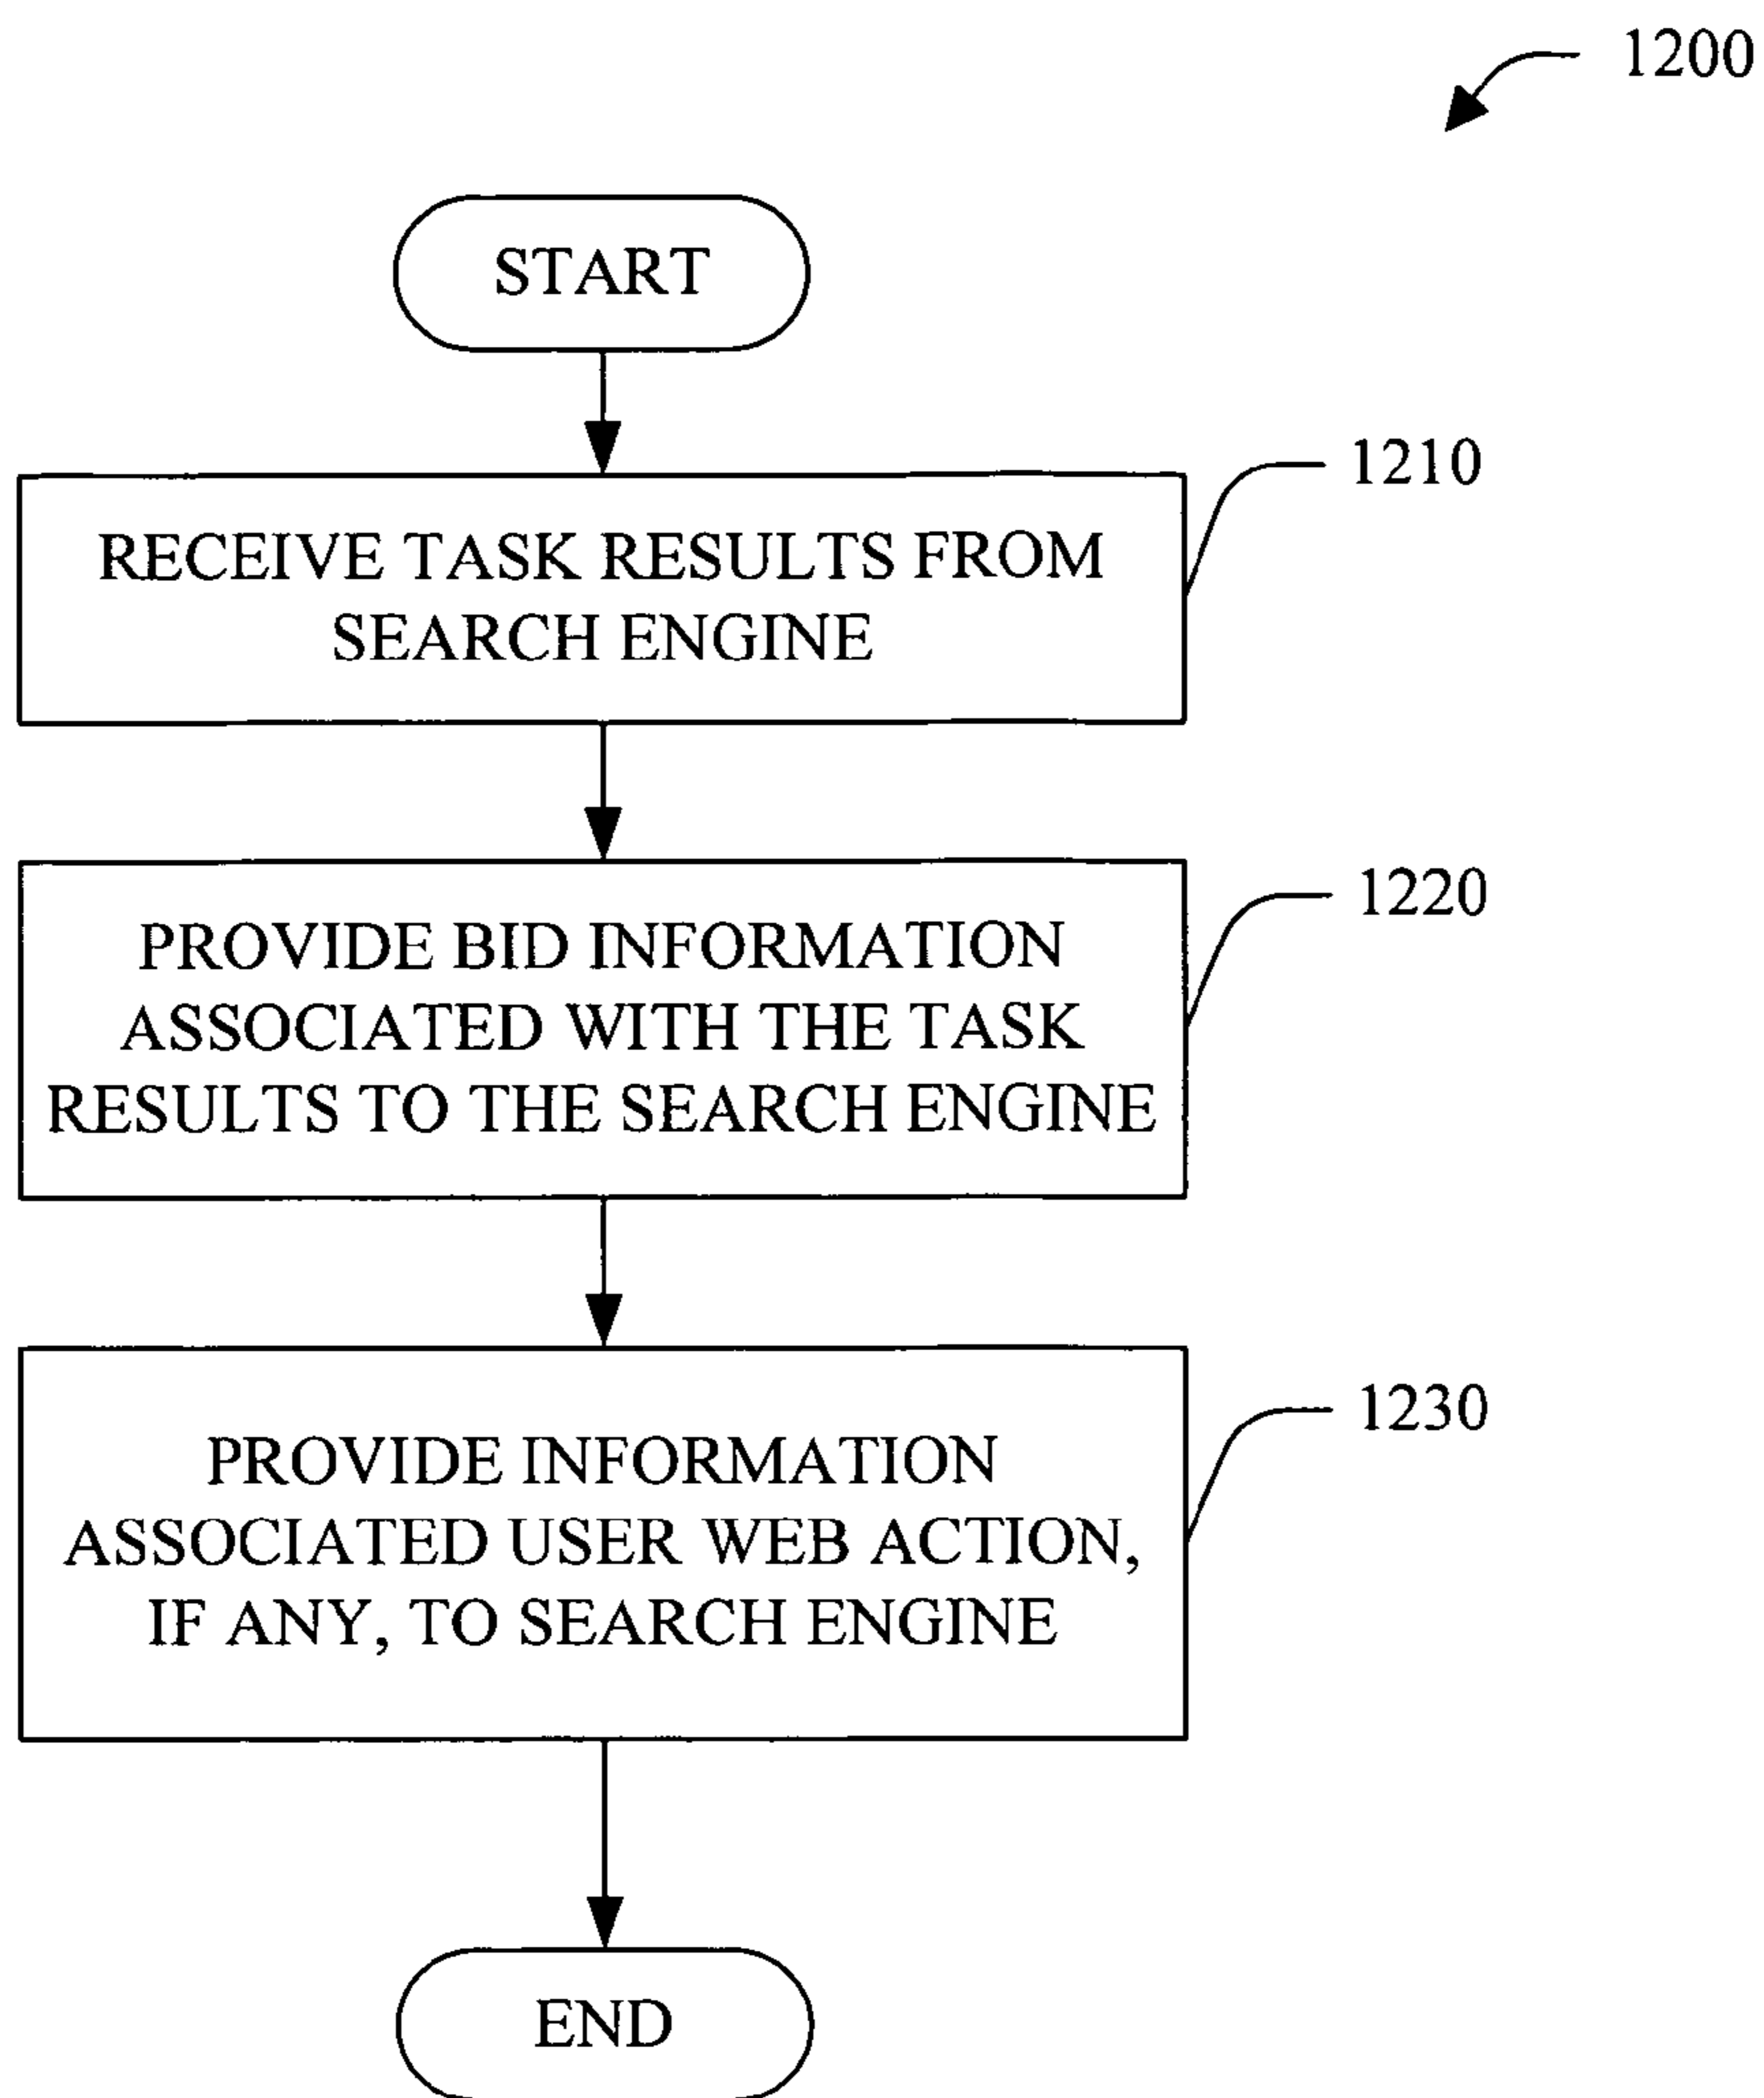 1200
START
1210
RECEIVE TASK RESULTS FROM
SEARCH ENGINE
1220
PROVIDE BID INFORMATION
ASSOCIATED WITH THE TASK
RESULTS TO THE SEARCH ENGINE
1230
PROVIDE INFORMATION
ASSOCIATED USER WEB ACTION,
IF ANY, TO SEARCH ENGINE
END